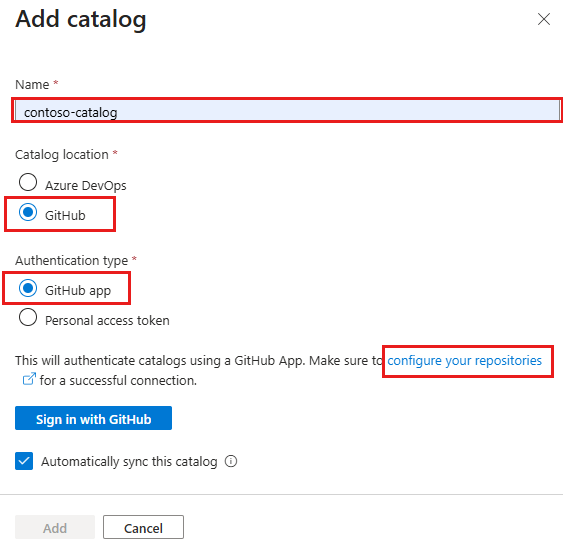 Add catalog
Name *
contoso-catalog
Catalog location *
Azure DevOps
GitHub
Authentication type *
GitHub app
Personal access token
This will authenticate catalogs using a GitHub App. Make sure to configure your repositories
for a successful connection.
Sign in with GitHub
Automatically sync this catalog
Add
Cancel